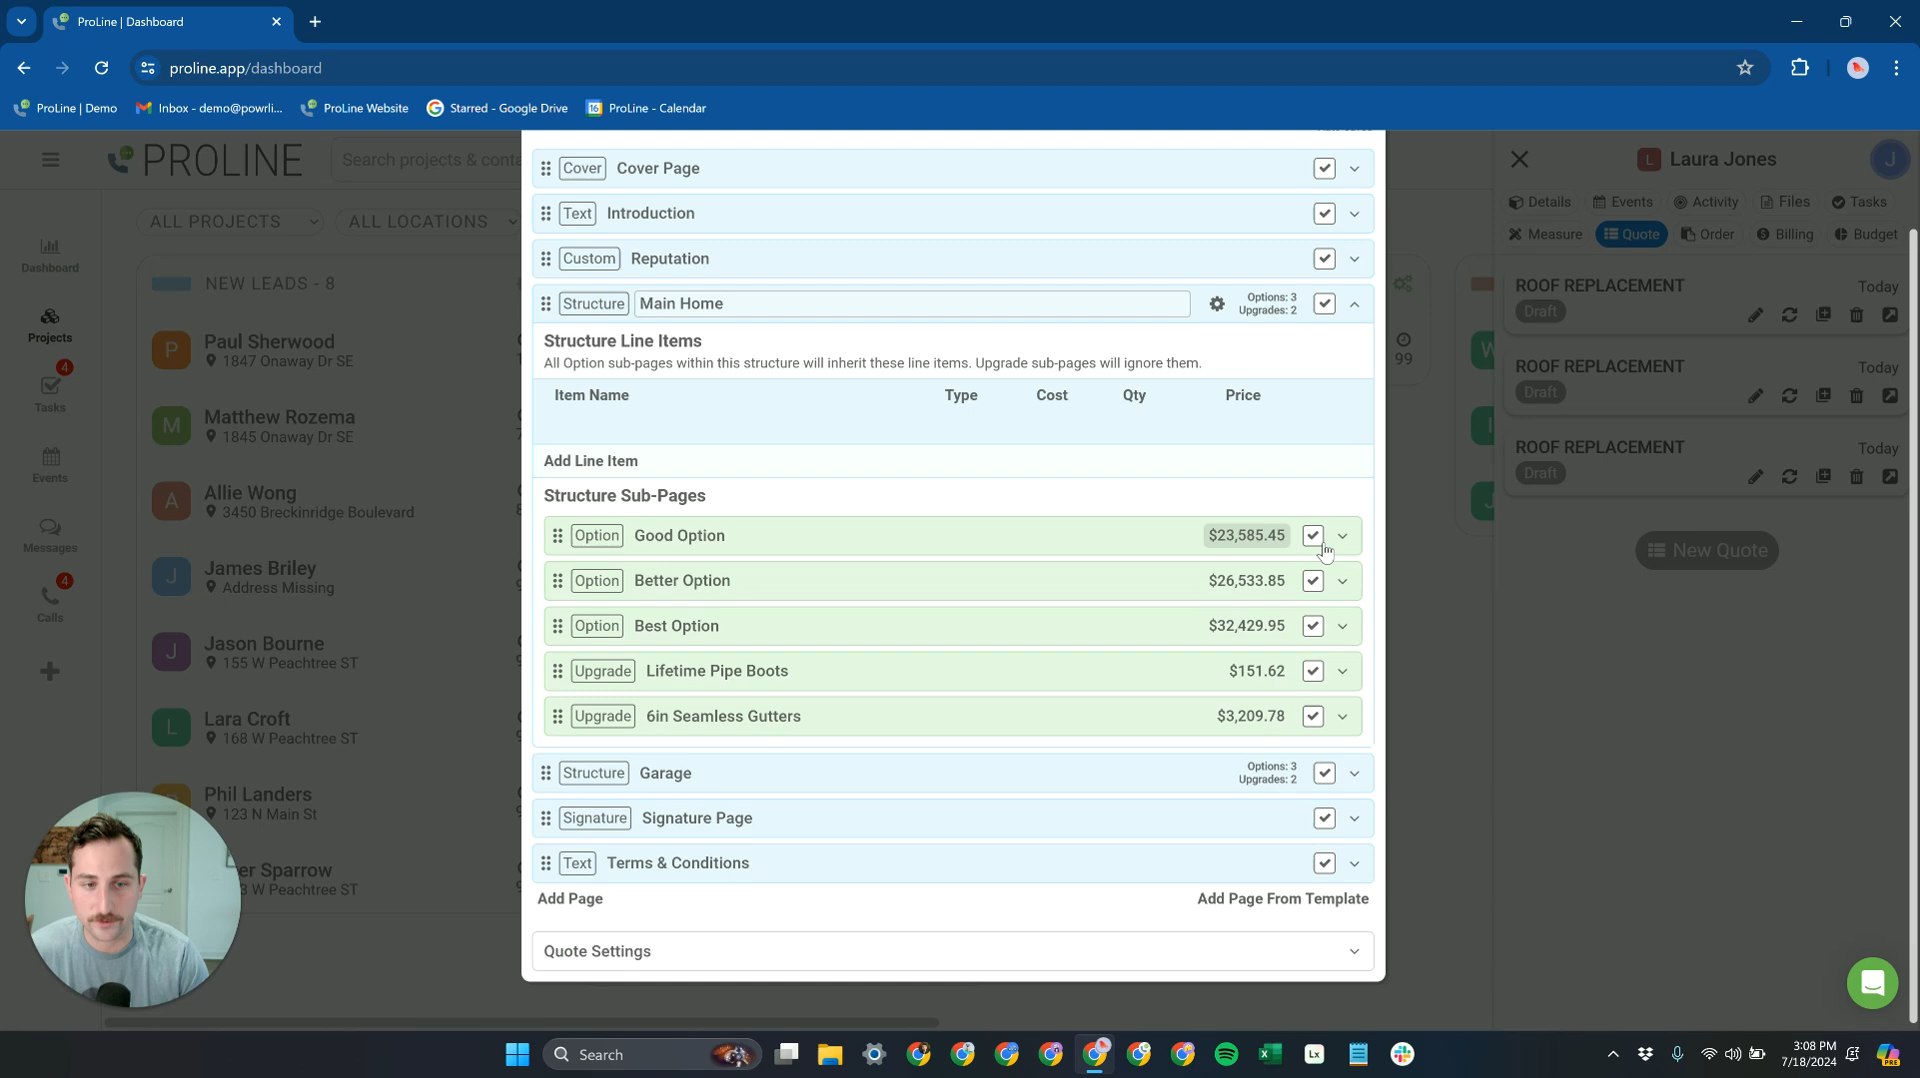 ProLine | Dashboard
proline.app/dashboard
ProLine | Demo
Inbox - demo@powrli...
ProLine Website
Starred - Google Drive
16
ProLine - Calendar
PROLINE
Search projects & conta
Laura Jones
J
L
ALL PROJECTS
ALL LOCATIONS
Details
Events
Activity
Files
Tasks
Measure
Quote
Order
Billing
Budget
Dashboard
Projects
4
Tasks
Events
Messages
4
Calls
NEW LEADS - 8
P
Paul Sherwood
1847 Onaway Dr SE
M
Matthew Rozema
1845 Onaway Dr SE
A
Allie Wong
3450 Breckinridge Boulevard
J
James Briley
Address Missing
J
Jason Bourne
155 W Peachtree ST
L
Lara Croft
168 W Peachtree ST
Phil Landers
123 N Main St
er Sparrow
3 W Peachtree ST
Cover Cover Page
Text Introduction
Custom Reputation
Structure Main Home
Options: 3
Upgrades: 2
Structure Line Items
All Option sub-pages within this structure will inherit these line items. Upgrade sub-pages will ignore them.
Item Name Type Cost Qty Price
Add Line Item
Structure Sub-Pages
Option Good Option $23,585.45
Option Better Option $26,533.85
Option Best Option $32,429.95
Upgrade Lifetime Pipe Boots $151.62
Upgrade 6in Seamless Gutters $3,209.78
Structure Garage
Options: 3
Upgrades: 2
Signature Signature Page
Text Terms & Conditions
Add Page Add Page From Template
Quote Settings
99
ROOF REPLACEMENT Today
Draft
ROOF REPLACEMENT Today
Draft
ROOF REPLACEMENT Today
Draft
New Quote
Search
Lx
3:08 PM
7/18/2024
PRE